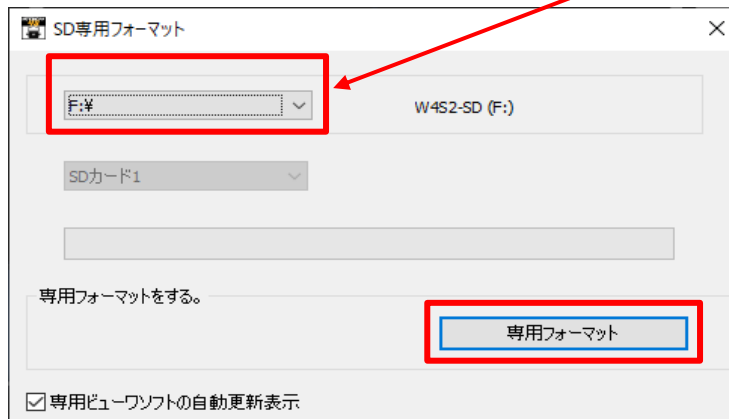 SD専用フォーマット
F:¥
W4S2-SD (F:)
SDカード1
専用フォーマットをする。
専用フォーマット
専用ビューワソフトの自動更新表示